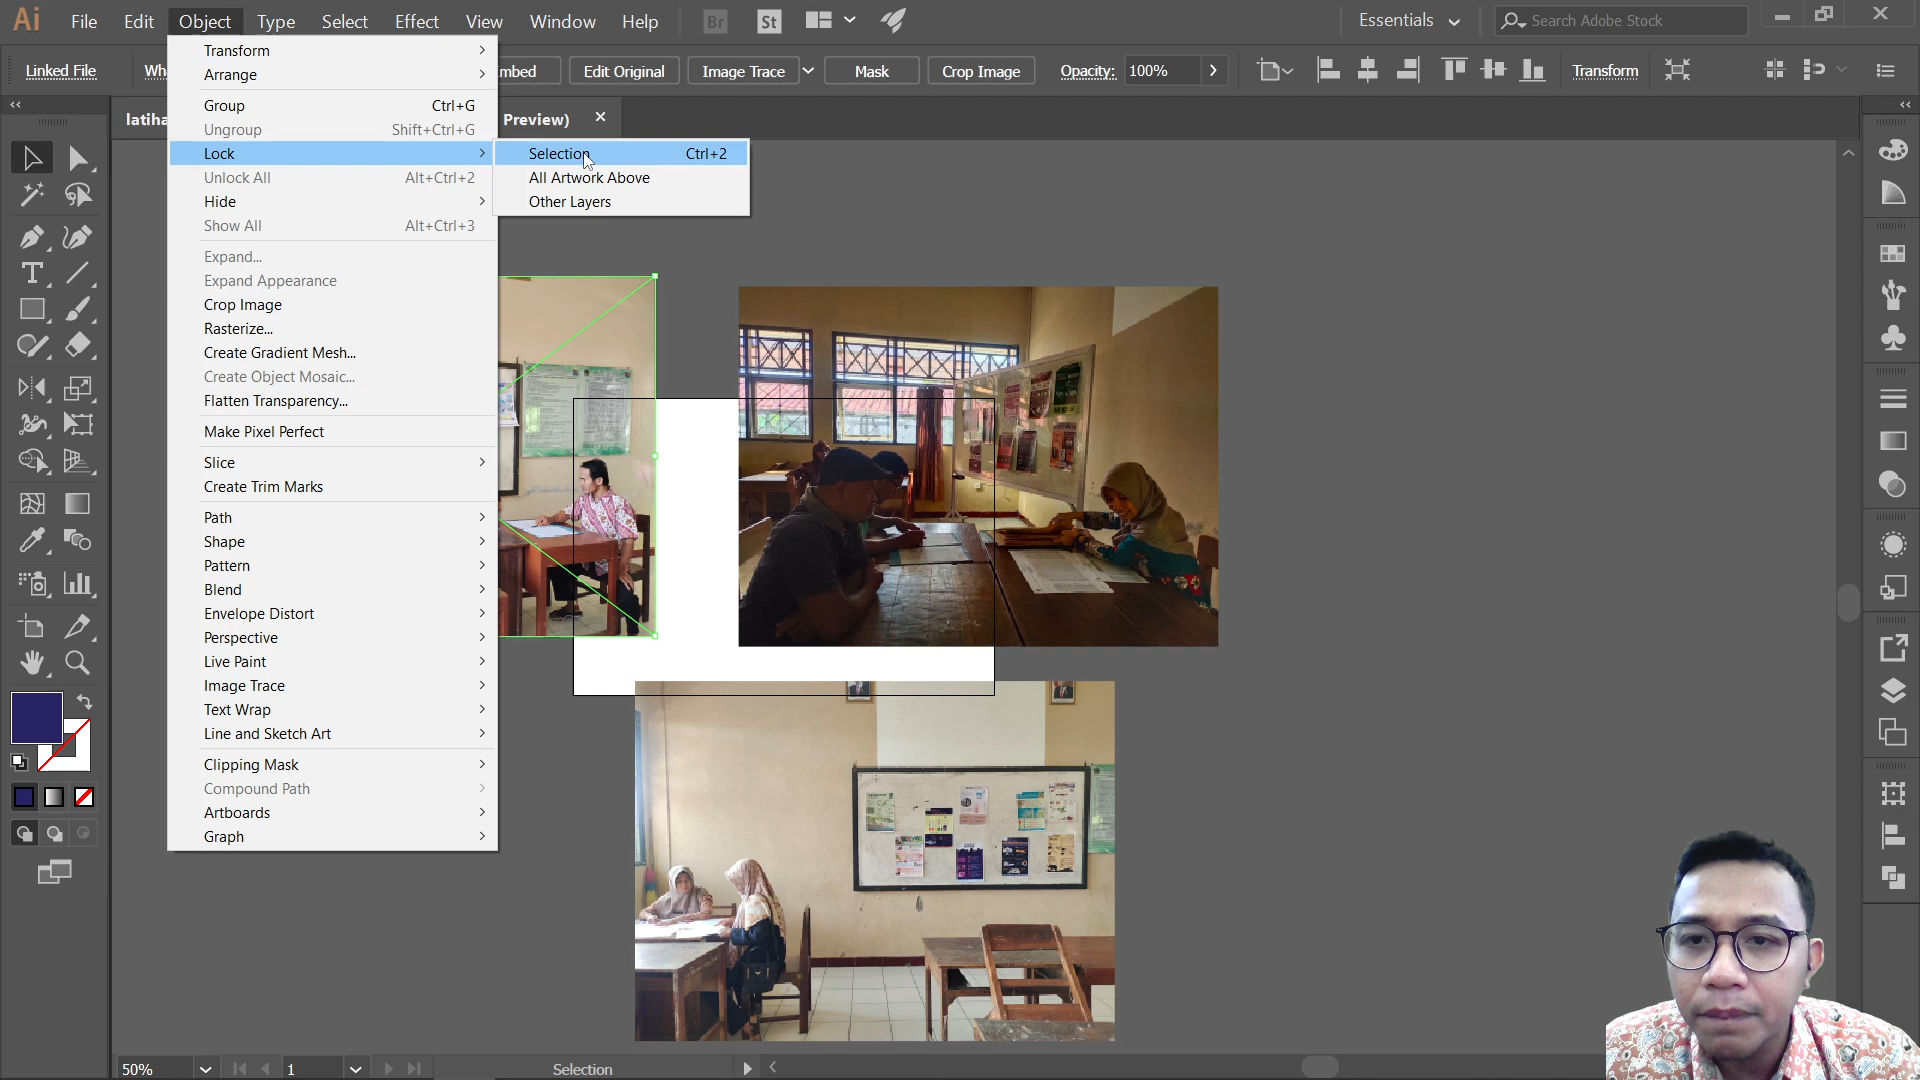 Ai File Edit Object Type Select Effect View Window Help Br St Essentials Search Adobe Stock
Linked File Wh mbed Edit Original Image Trace Mask Crop Image Opacity: 100% Transform
latiha Preview) ×
Transform
Arrange
Group Ctrl+G
Ungroup Shift+Ctrl+G
Lock
Unlock All Alt+Ctrl+2
Hide
Show All Alt+Ctrl+3
Expand...
Expand Appearance
Crop Image
Rasterize...
Create Gradient Mesh...
Create Object Mosaic...
Flatten Transparency...
Make Pixel Perfect
Slice
Create Trim Marks
Path
Shape
Pattern
Blend
Envelope Distort
Perspective
Live Paint
Image Trace
Text Wrap
Line and Sketch Art
Clipping Mask
Compound Path
Artboards
Graph
Selection Ctrl+2
All Artwork Above
Other Layers
50% 1 Selection